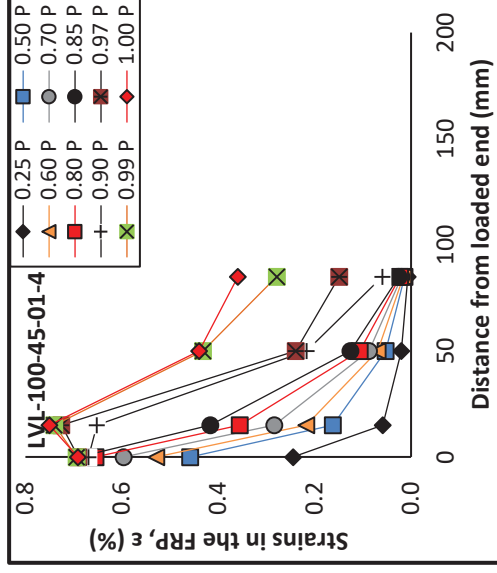 LVL-100-45-01-4
0.25 P
0.50 P
0.60 P
0.70 P
0.80 P
0.85 P
0.90 P
0.97 P
0.99 P
1.00 P
Strains in the FRP, ε (%)
0.8
0.6
0.4
0.2
0.0
0
50
100
150
200
Distance from loaded end (mm)